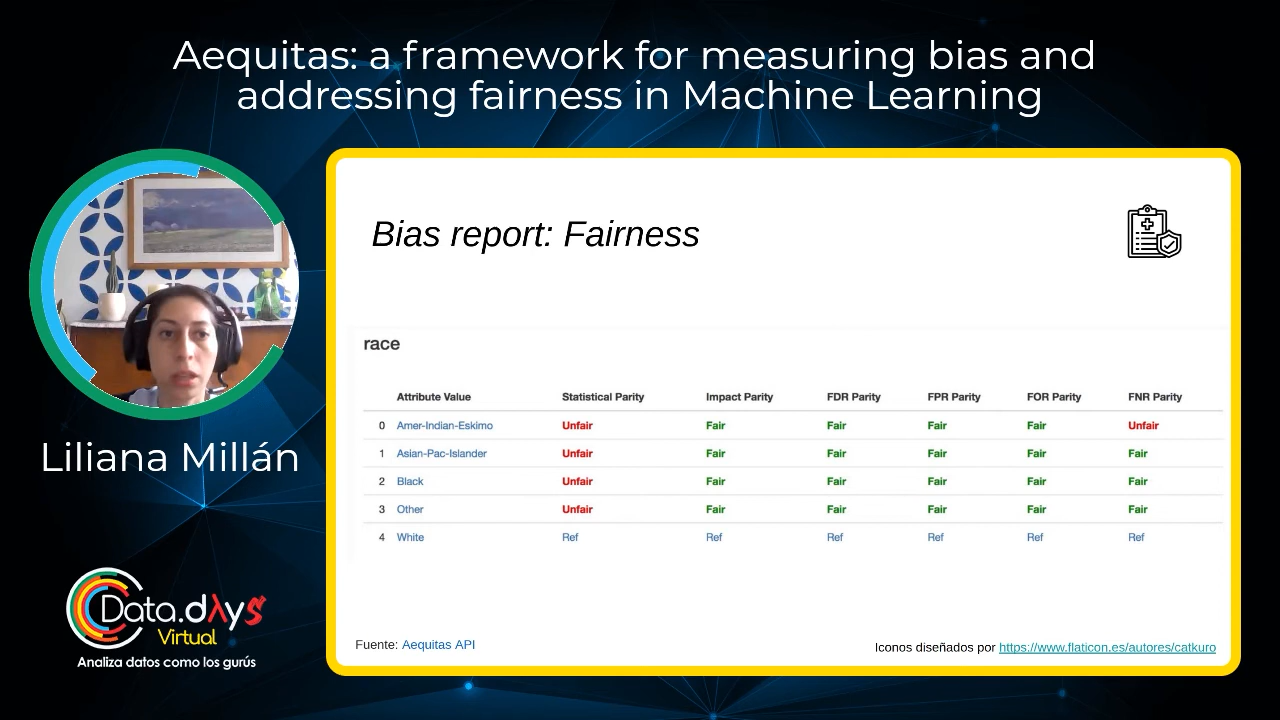 Aequitas: a framework for measuring bias and
addressing fairness in Machine Learning
Bias report: Fairness
race
Attribute Value Statistical Parity Impact Parity FDR Parity FPR Parity FOR Parity FNR Parity
0 Amer-Indian-Eskimo Unfair Fair Fair Fair Fair Unfair
1 Asian-Pac-Islander Unfair Fair Fair Fair Fair Fair
2 Black Unfair Fair Fair Fair Fair Fair
3 Other Unfair Fair Fair Fair Fair Fair
4 White Ref Ref Ref Ref Ref Ref
Fuente: Aequitas API
Iconos diseñados por https://www.flaticon.es/autores/catkuro
Liliana Millán
Data.dλys
Virtual
Analiza datos como los gurús